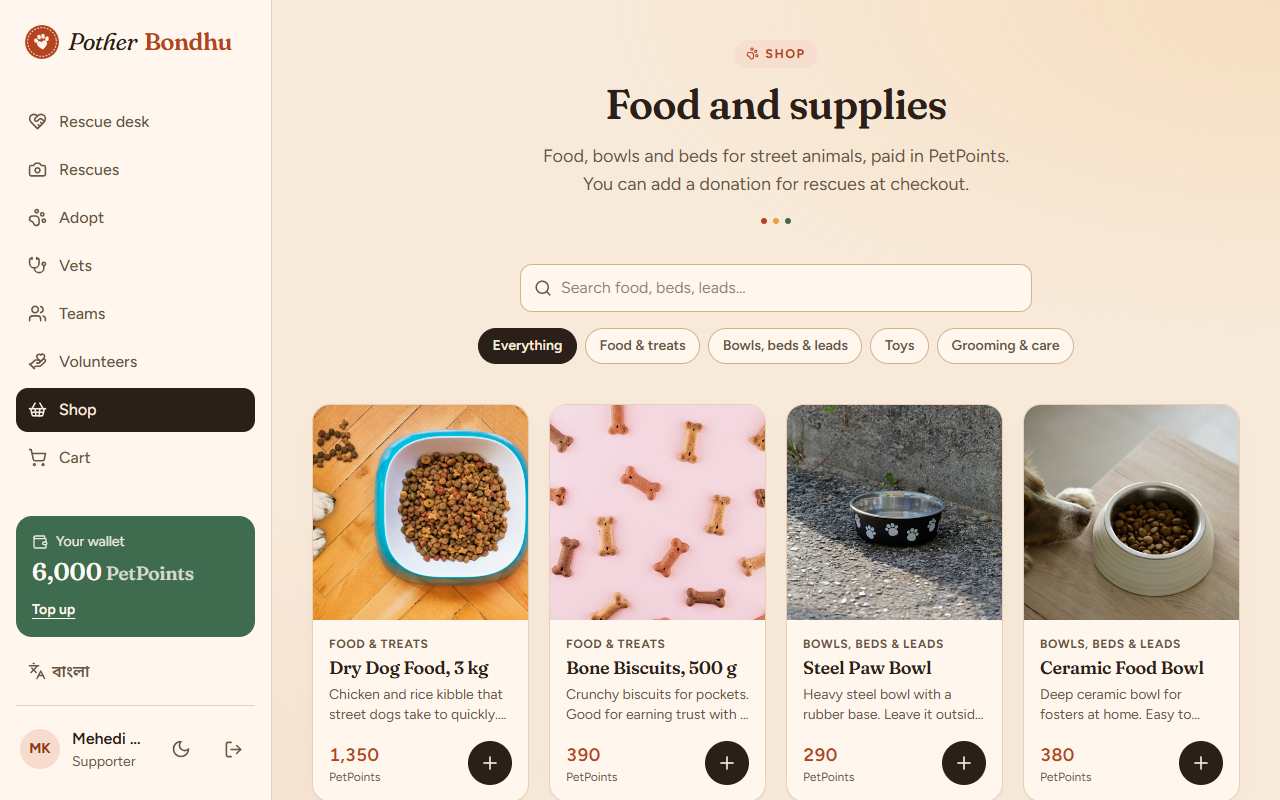 Pother Bondhu
Rescue desk
Rescues
Adopt
Vets
Teams
Volunteers
Shop
Cart
Your wallet
6,000 PetPoints
Top up
বাংলা
MK
Mehedi ...
Supporter
SHOP
Food and supplies
Food, bowls and beds for street animals, paid in PetPoints.
You can add a donation for rescues at checkout.
Search food, beds, leads...
Everything
Food & treats
Bowls, beds & leads
Toys
Grooming & care
FOOD & TREATS
Dry Dog Food, 3 kg
Chicken and rice kibble that
street dogs take to quickly....
1,350
PetPoints
FOOD & TREATS
Bone Biscuits, 500 g
Crunchy biscuits for pockets.
Good for earning trust with ...
390
PetPoints
BOWLS, BEDS & LEADS
Steel Paw Bowl
Heavy steel bowl with a
rubber base. Leave it outsid...
290
PetPoints
BOWLS, BEDS & LEADS
Ceramic Food Bowl
Deep ceramic bowl for
fosters at home. Easy to...
380
PetPoints